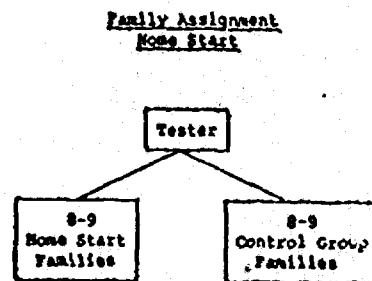 Family Assignment
Home Start
Tester
8-9
Home Start
Families
8-9
Control Group
Families